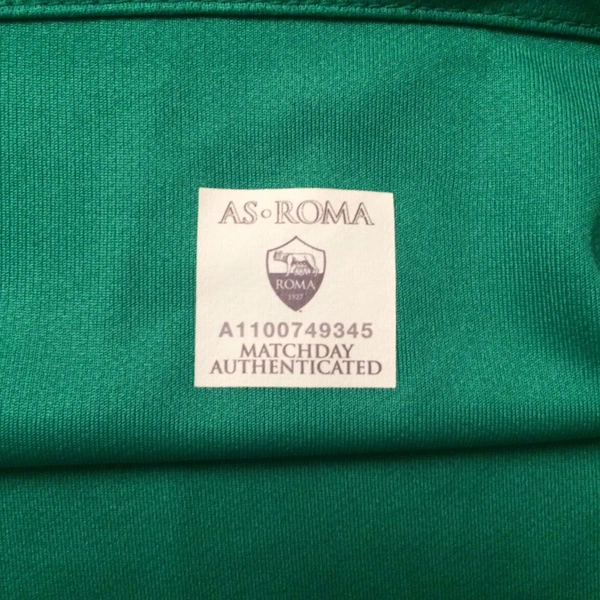 AS ROMA
ROMA
1927
A1100749345
MATCHDAY
AUTHENTICATED